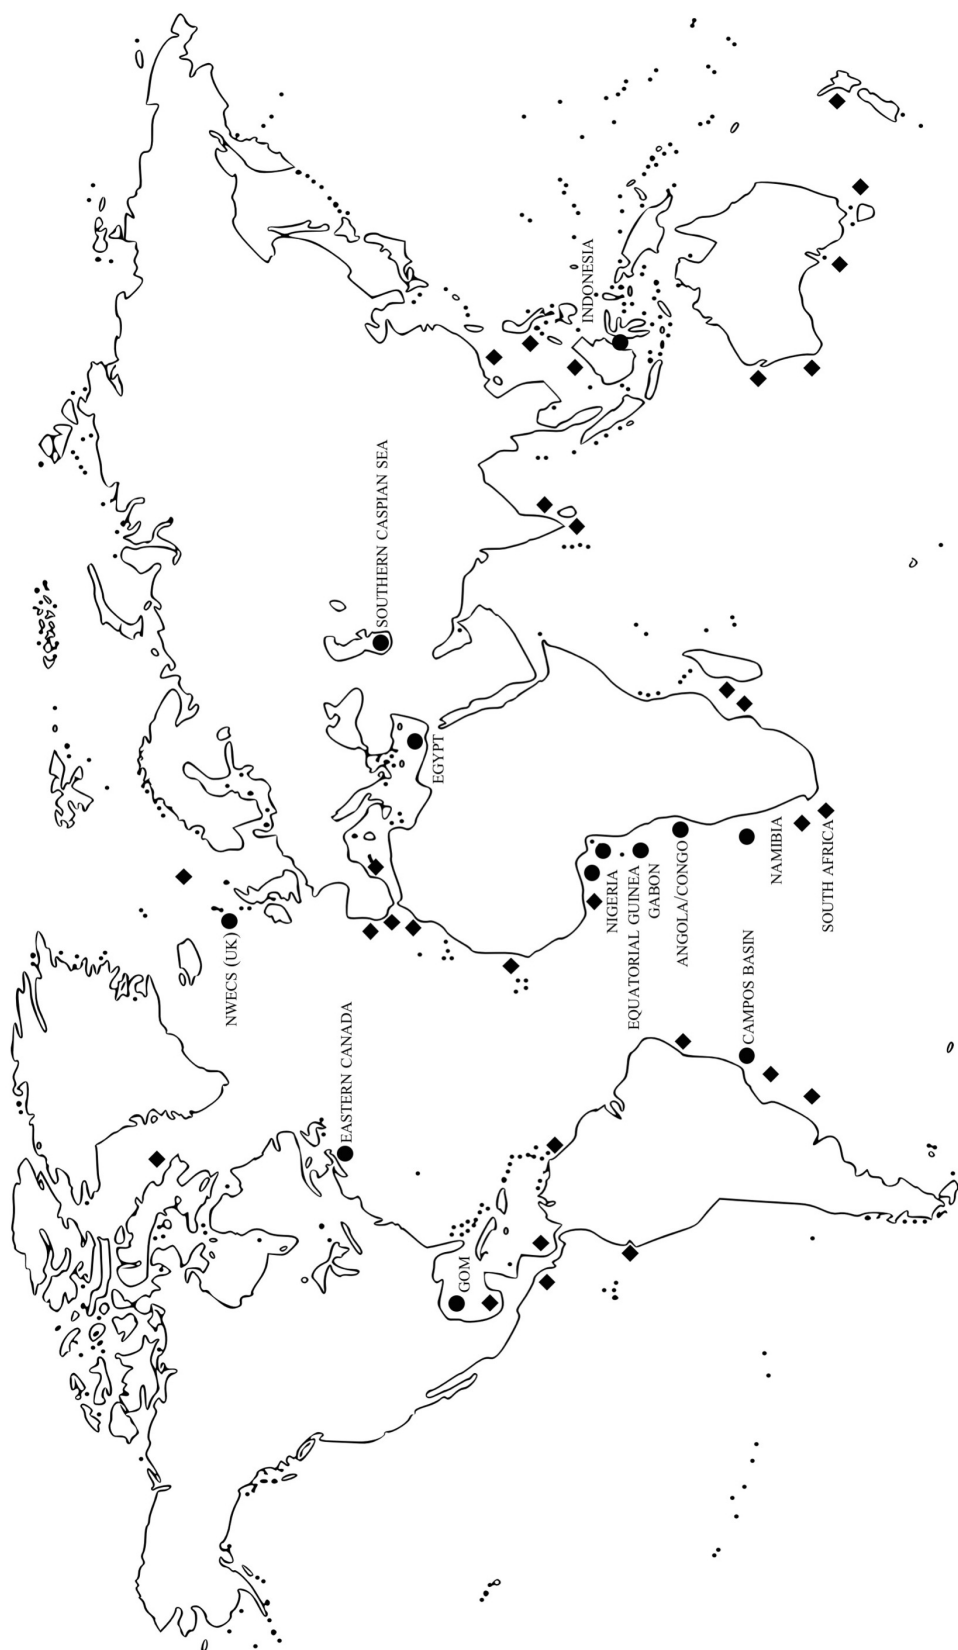 EASTERN CANADA
GOM
NWECS (UK)
CAMPOS BASIN
EGYPT
NIGERIA
EQUATORIAL GUINEA
GABON
ANGOLA/CONGO
NAMIBIA
SOUTH AFRICA
SOUTHERN CASPIAN SEA
INDONESIA